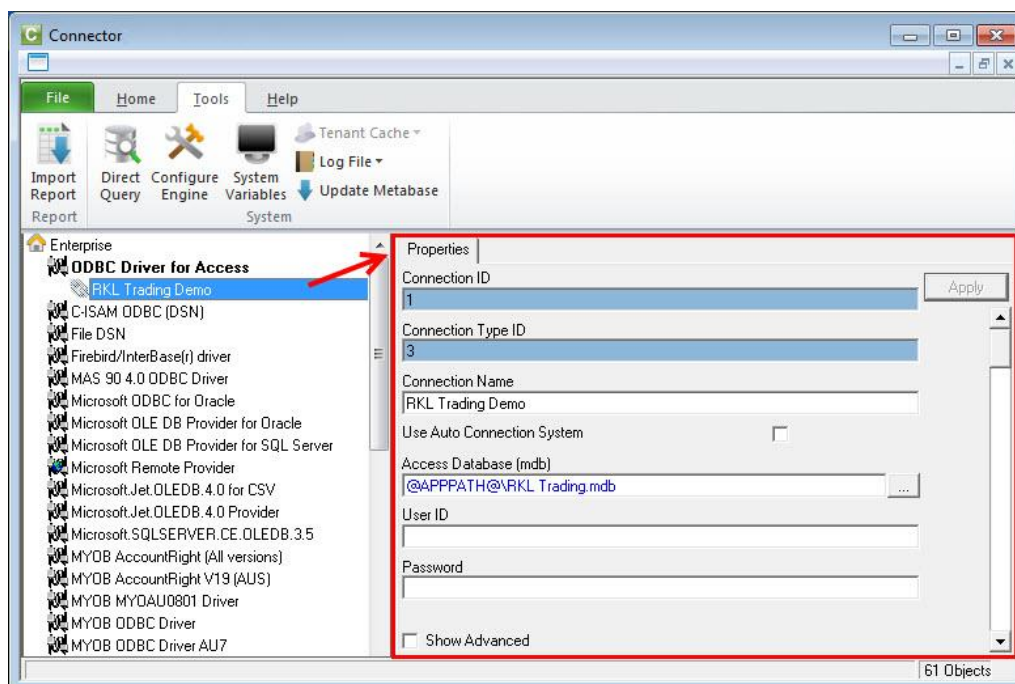 Connector
File Home Tools Help
Import Report
Direct Query
Configure Engine
System Variables
Tenant Cache
Log File
Update Metabase
Report
System
Enterprise
ODBC Driver for Access
RKL Trading Demo
C-ISAM ODBC (DSN)
File DSN
Firebird/InterBase(r) driver
MAS 90 4.0 ODBC Driver
Microsoft ODBC for Oracle
Microsoft OLE DB Provider for Oracle
Microsoft OLE DB Provider for SQL Server
Microsoft Remote Provider
Microsoft.Jet.OLEDB.4.0 for CSV
Microsoft.Jet.OLEDB.4.0 Provider
Microsoft.SQLSERVER.CE.OLEDB.3.5
MYOB AccountRight (All versions)
MYOB AccountRight V19 (AUS)
MYOB MYOAU0801 Driver
MYOB ODBC Driver
MYOB ODBC Driver AU7
Properties
Connection ID
Apply
1
Connection Type ID
3
Connection Name
RKL Trading Demo
Use Auto Connection System
Access Database (mdb)
@APPPATH@\RKL Trading.mdb
...
User ID
Password
Show Advanced
61 Objects